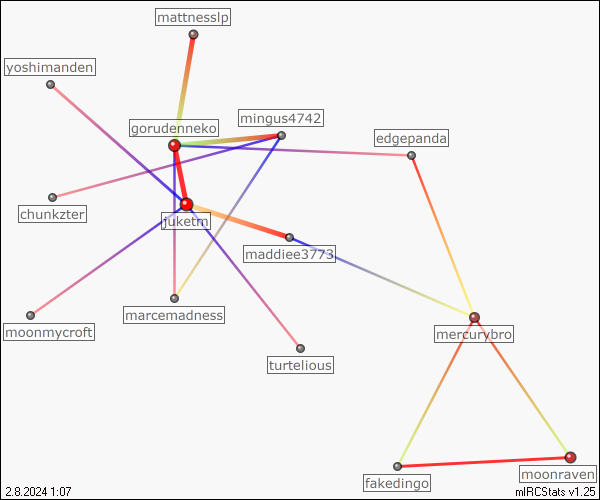 mattnesslp
yoshimanden
mingus4742
gorudenneko
edgepanda
chunkzter
juketrn
maddiee3773
marcemadness
moonmycroft
mercurybro
turtelious
moonraven
fakedingo
2.8.2024 1:07
mIRCStats v1.25